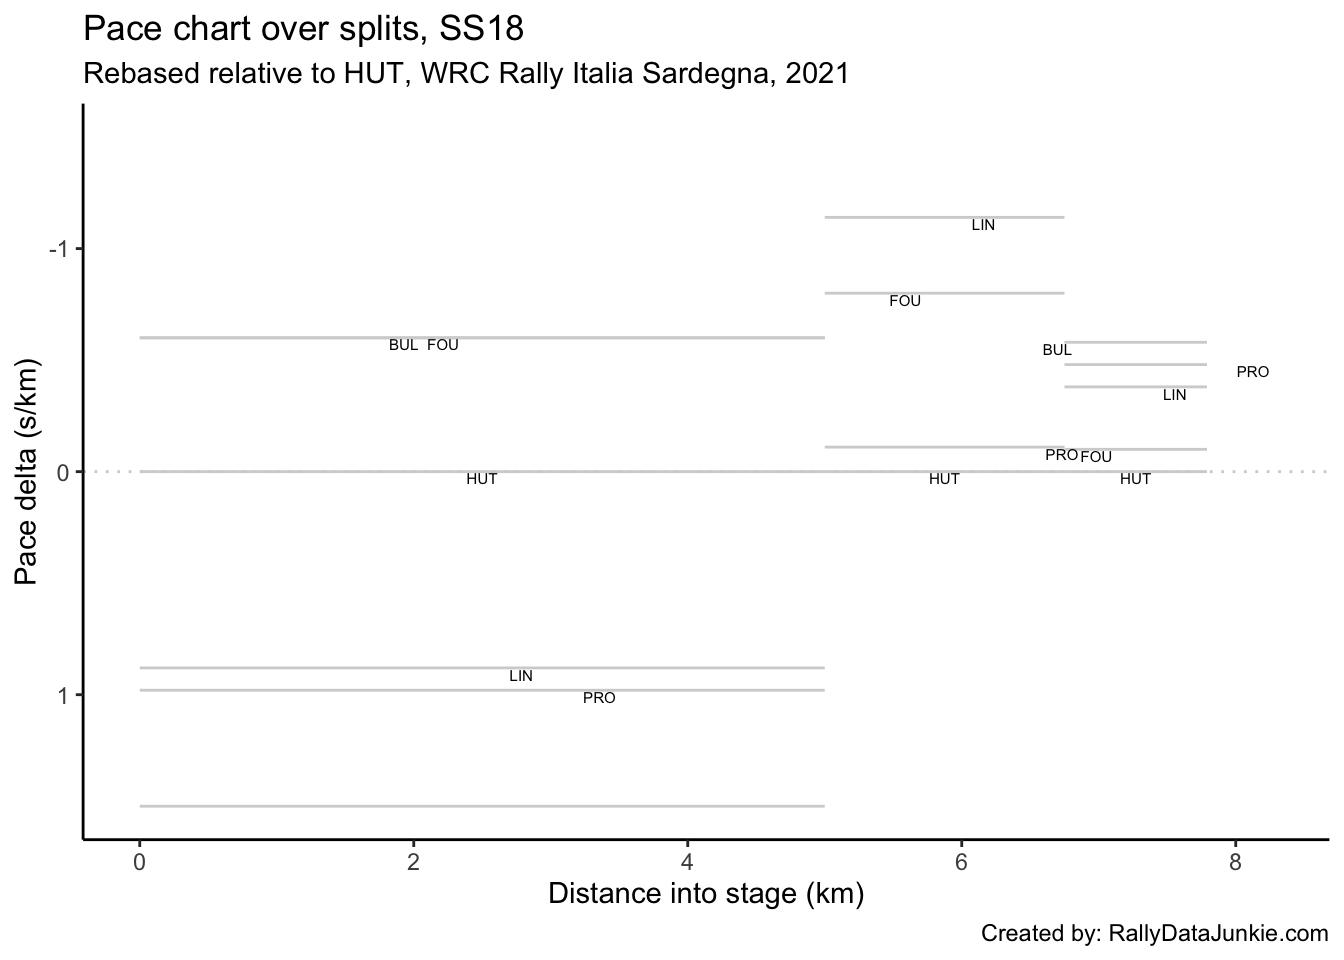 Pace chart over splits, SS18
Rebased relative to HUT, WRC Rally Italia Sardegna, 2021
Pace delta (s/km)
-1
0
1
LIN
FOU
BUL FOU
BUL
PRO
LIN
PRO FOU
HUT HUT HUT
LIN
PRO
0 2 4 6 8
Distance into stage (km)
Created by: RallyDataJunkie.com